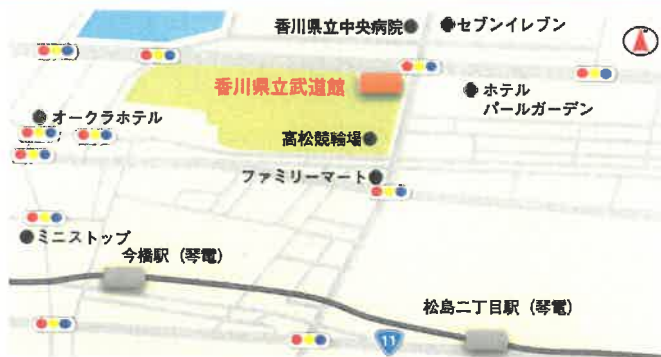 香川県立中央病院
セブンイレブン
香川県立武道館
ホテル
パールガーデン
オークラホテル
高松競輪場
ファミリーマート
ミニストップ
今橋駅（琴電）
松島二丁目駅（琴電）
11